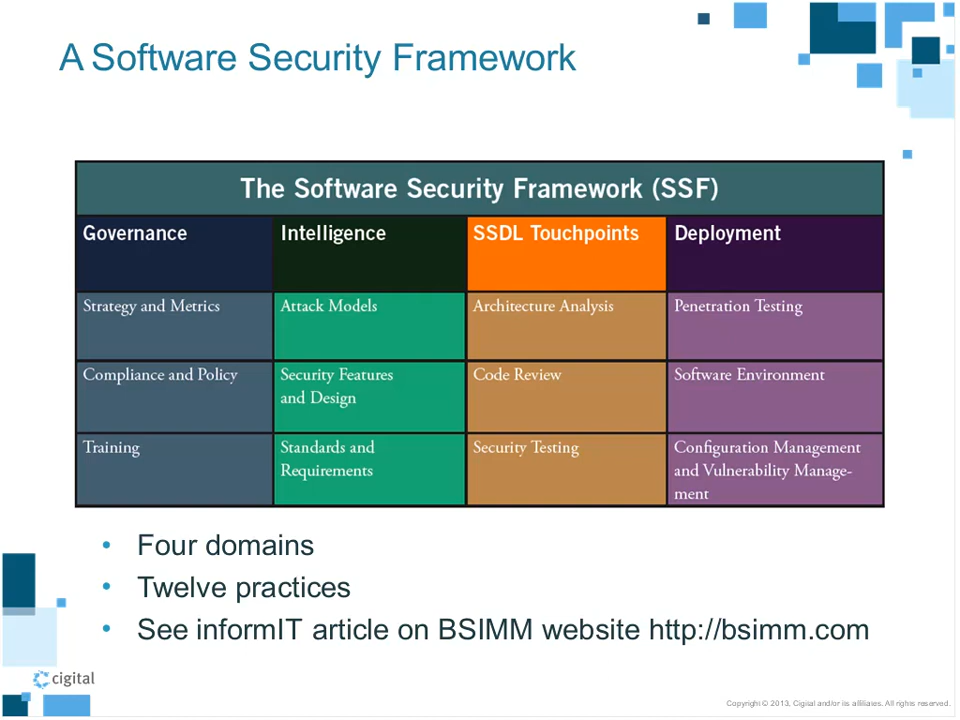 A Software Security Framework
The Software Security Framework (SSF)
Governance
Intelligence
SSDL Touchpoints
Deployment
Strategy and Metrics
Attack Models
Architecture Analysis
Penetration Testing
Compliance and Policy
Security Features
and Design
Code Review
Software Environment
Training
Standards and
Requirements
Security Testing
Configuration Management
and Vulnerability Manage-
ment
• Four domains
• Twelve practices
• See informIT article on BSIMM website http://bsimm.com
cigital
Copyright © 2013, Cigital and/or its affiliates. All rights reserved.